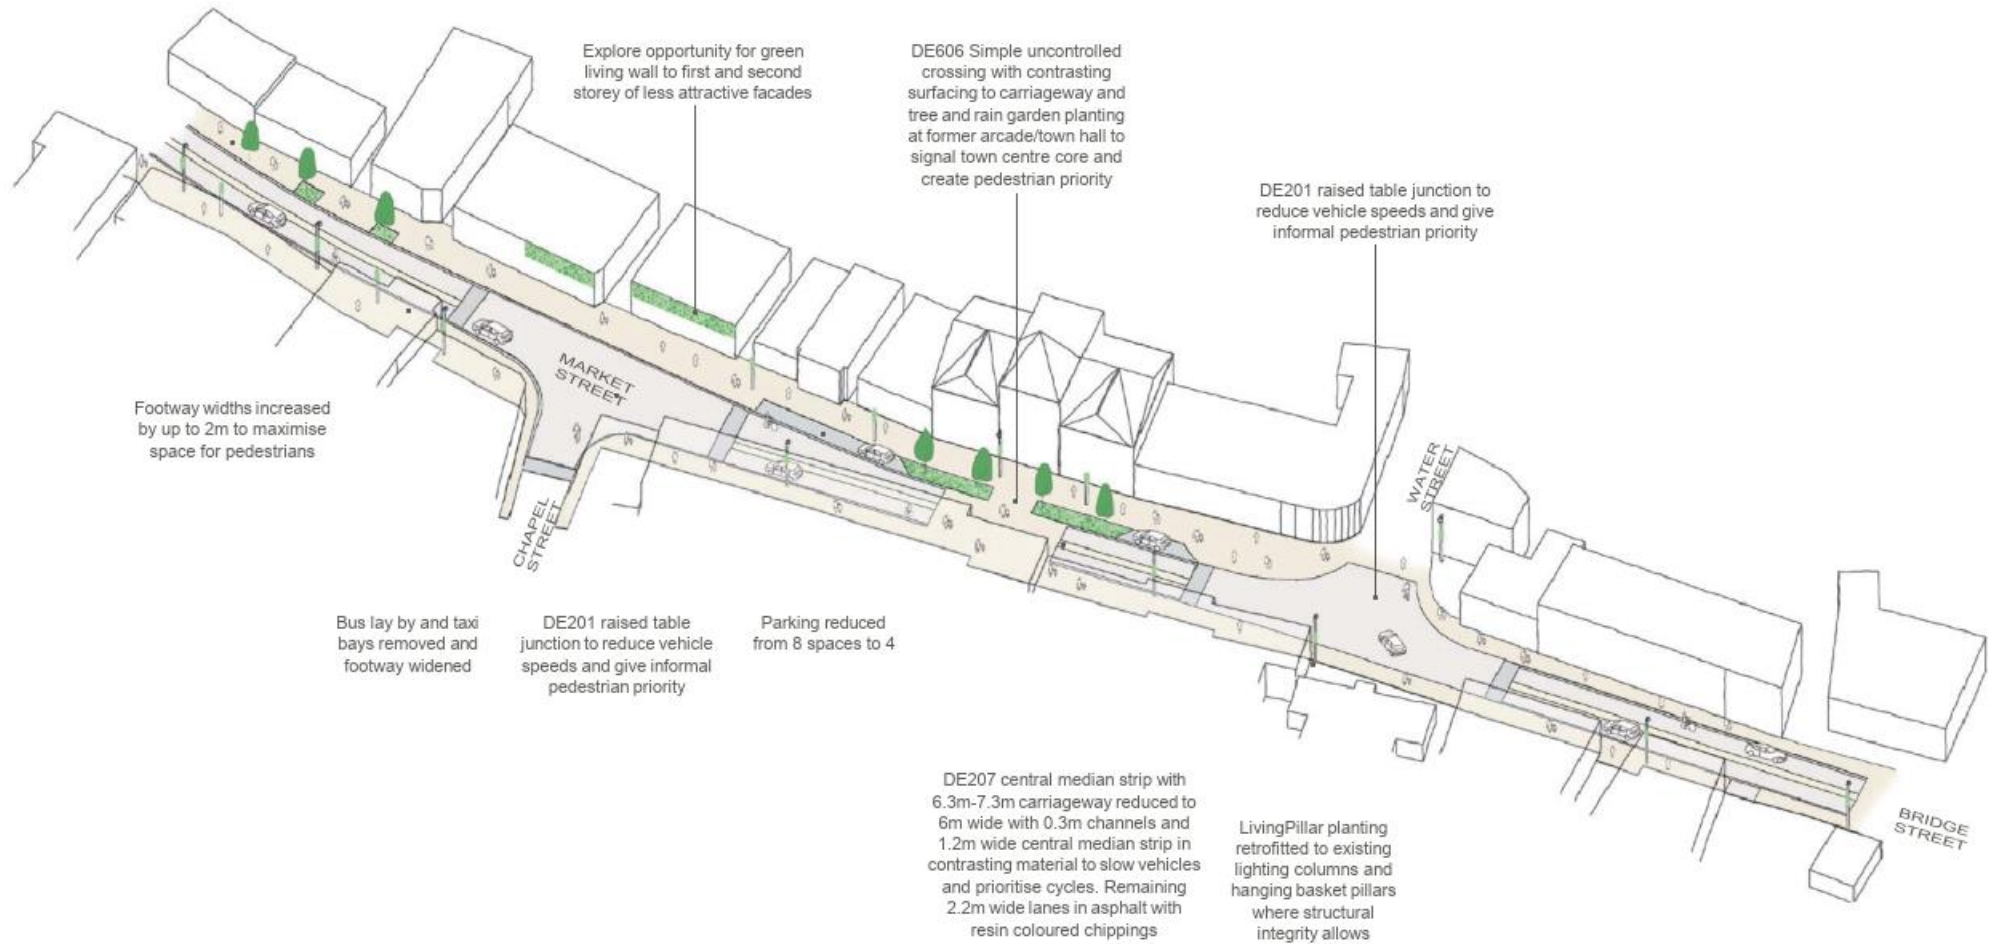 Explore opportunity for green
living wall to first and second
storey of less attractive facades
DE606 Simple uncontrolled
crossing with contrasting
surfacing to carriageway and
tree and rain garden planting
at former arcade/town hall to
signal town centre core and
create pedestrian priority
DE201 raised table junction to
reduce vehicle speeds and give
informal pedestrian priority
MARKET
STREET
Footway widths increased
by up to 2m to maximise
space for pedestrians
WATER
STREET
CHAPEL
STREET
Bus lay by and taxi
bays removed and
footway widened
DE201 raised table
junction to reduce vehicle
speeds and give informal
pedestrian priority
Parking reduced
from 8 spaces to 4
DE207 central median strip with
6.3m-7.3m carriageway reduced to
6m wide with 0.3m channels and
1.2m wide central median strip in
contrasting material to slow vehicles
and prioritise cycles. Remaining
2.2m wide lanes in asphalt with
resin coloured chippings
LivingPillar planting
retrofitted to existing
lighting columns and
hanging basket pillars
where structural
integrity allows
BRIDGE
STREET